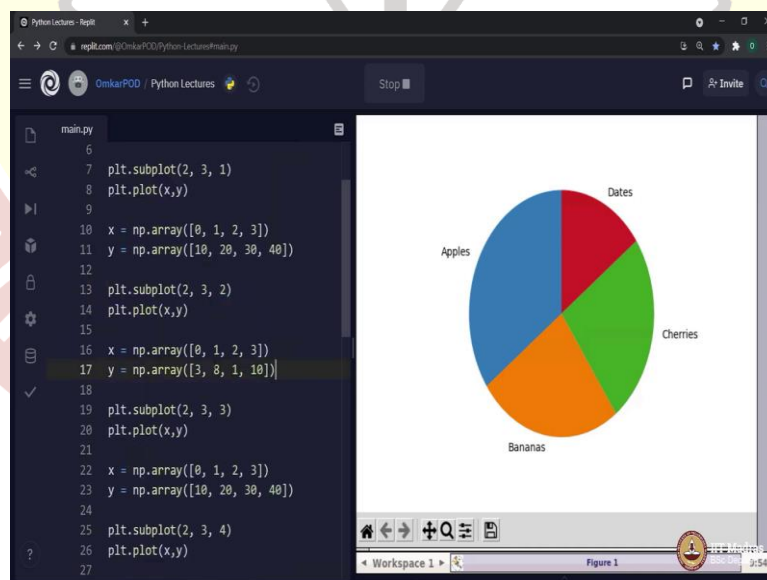 Python Lectures - Replit
replit.com/@OmkarPOD/Python-Lectures#main.py
OmkarPOD / Python Lectures
Stop
Invite
main.py
6
7 plt.subplot(2, 3, 1)
8 plt.plot(x,y)
9
10 x = np.array([0, 1, 2, 3])
11 y = np.array([10, 20, 30, 40])
12
13 plt.subplot(2, 3, 2)
14 plt.plot(x,y)
15
16 x = np.array([0, 1, 2, 3])
17 y = np.array([3, 8, 1, 10])
18
19 plt.subplot(2, 3, 3)
20 plt.plot(x,y)
21
22 x = np.array([0, 1, 2, 3])
23 y = np.array([10, 20, 30, 40])
24
25 plt.subplot(2, 3, 4)
26 plt.plot(x,y)
27
Dates
Apples
Cherries
Bananas
Workspace 1
Figure 1
IIT Madras
BSc Degree